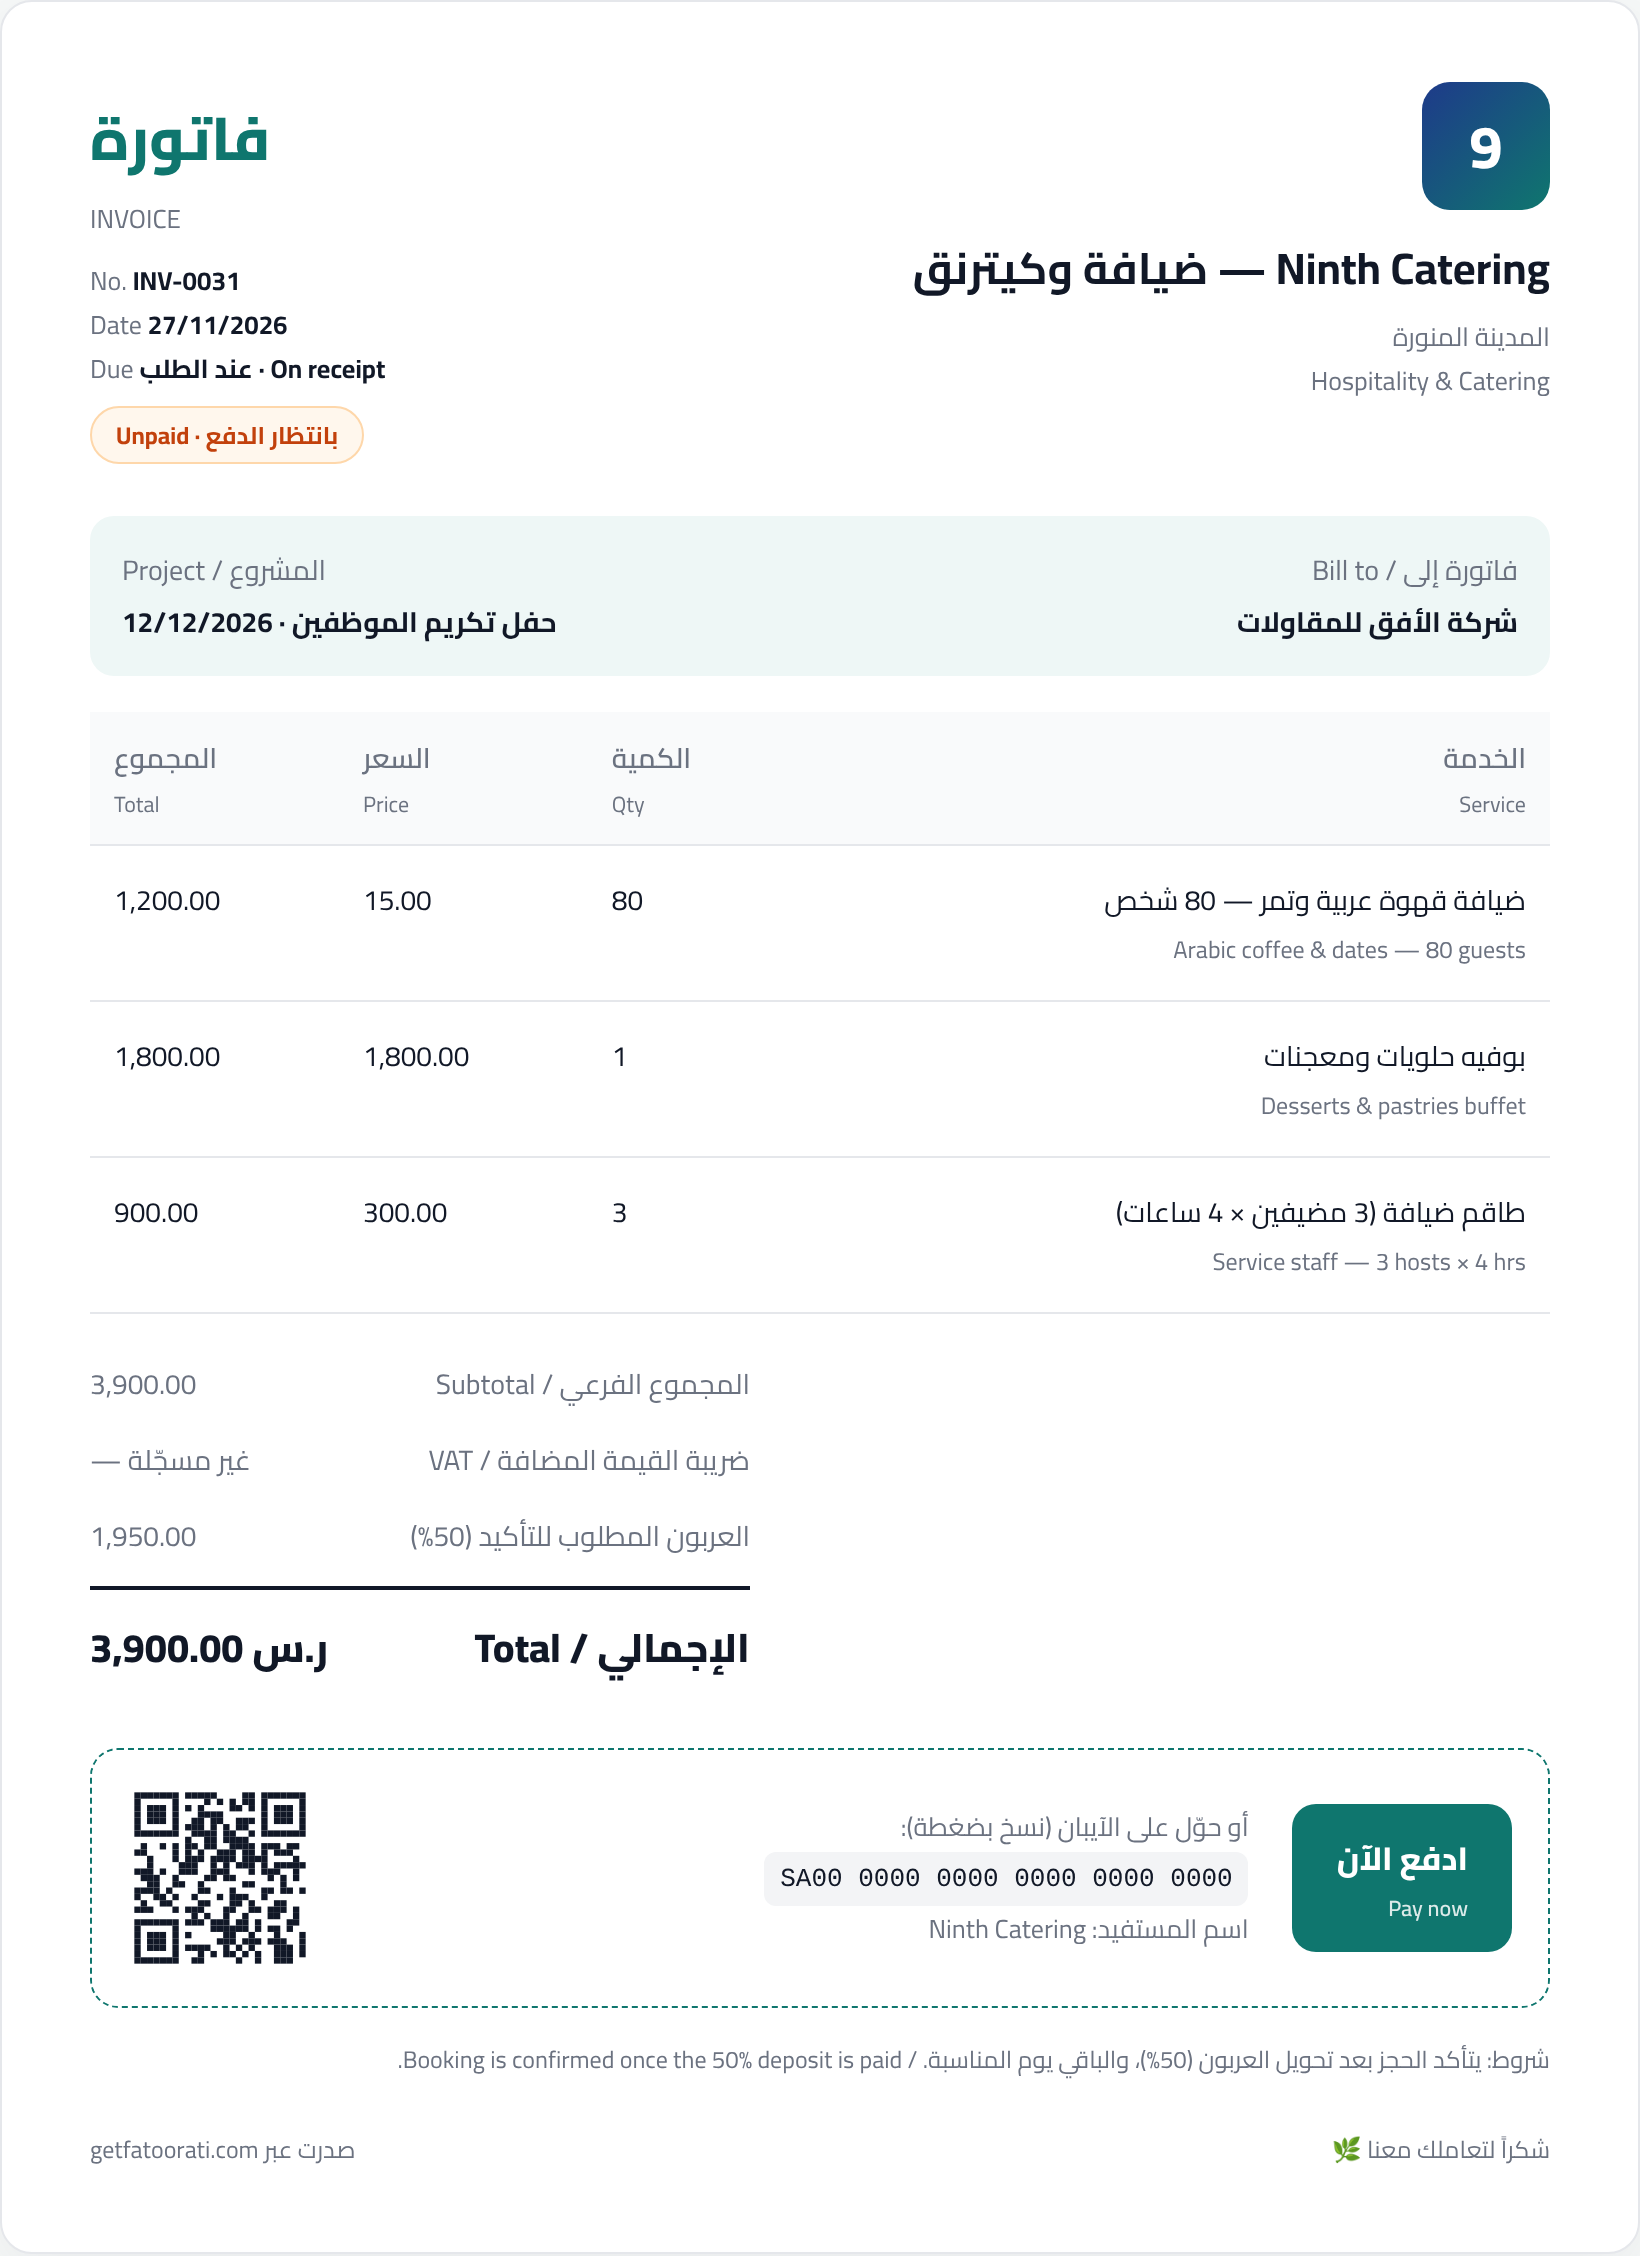 9
Ninth Catering — ضيافة وكيترنق
المدينة المنورة
Hospitality & Catering
فاتورة
INVOICE
No. INV-0031
Date 27/11/2026
Due عند الطلب · On receipt
بانتظار الدفع · Unpaid
فاتورة إلى / Bill to
شركة الأفق للمقاولات
المشروع / Project
حفل تكريم الموظفين · 12/12/2026
الخدمة الكمية السعر المجموع
Service Qty Price Total
ضيافة قهوة عربية وتمر — 80 شخص 80 15.00 1,200.00
Arabic coffee & dates — 80 guests
بوفيه حلويات ومعجنات 1 1,800.00 1,800.00
Desserts & pastries buffet
طاقم ضيافة (3 مضيفين × 4 ساعات) 3 300.00 900.00
Service staff — 3 hosts × 4 hrs
المجموع الفرعي / Subtotal 3,900.00
ضريبة القيمة المضافة / VAT غير مسجّلة —
العربون المطلوب للتأكيد (50%) 1,950.00
الإجمالي / Total 3,900.00 ر.س
ادفع الآن
Pay now
أو حوّل على الآيبان (نسخ بضغطة):
SA00 0000 0000 0000 0000 0000
اسم المستفيد: Ninth Catering
شروط: يتأكد الحجز بعد تحويل العربون (50%)، والباقي يوم المناسبة. / Booking is confirmed once the 50% deposit is paid.
شكراً لتعاملك معنا 🌿
صدرت عبر getfatoorati.com